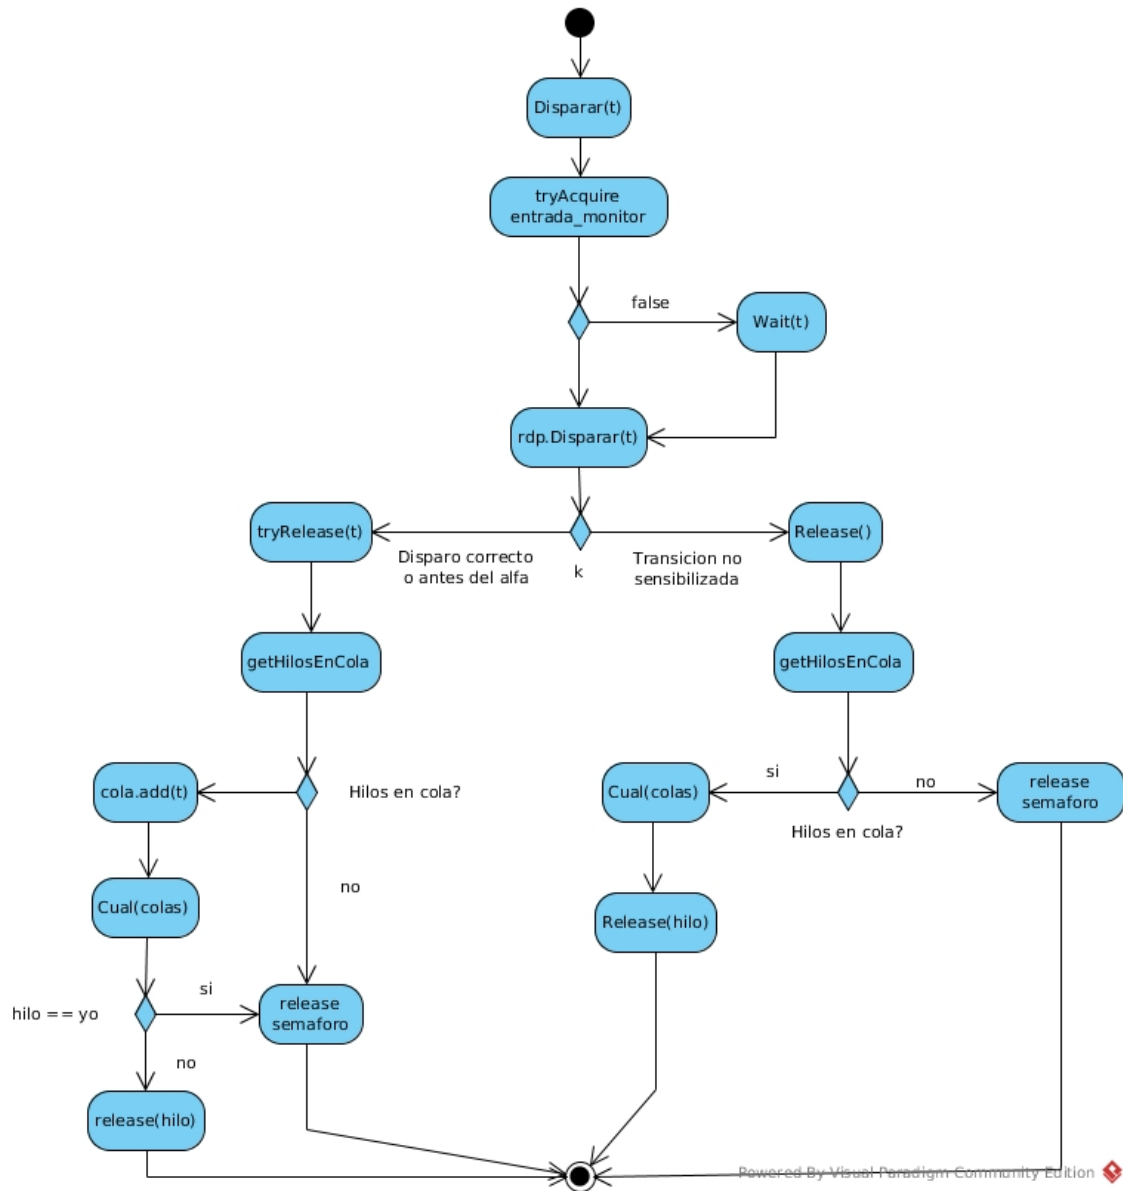 Disparar(t)
tryAcquire
entrada_monitor
false
Wait(t)
rdp.Disparar(t)
tryRelease(t)
Release()
Disparo correcto
o antes del alfa
k
Transicion no
sensibilizada
getHilosEnCola
getHilosEnCola
cola.add(t)
Hilos en cola?
Cual(colas)
si
no
release
semaforo
Hilos en cola?
no
Cual(colas)
Release(hilo)
hilo == yo
si
release
semaforo
no
release(hilo)
Powered By Visual Paradigm Community Edition